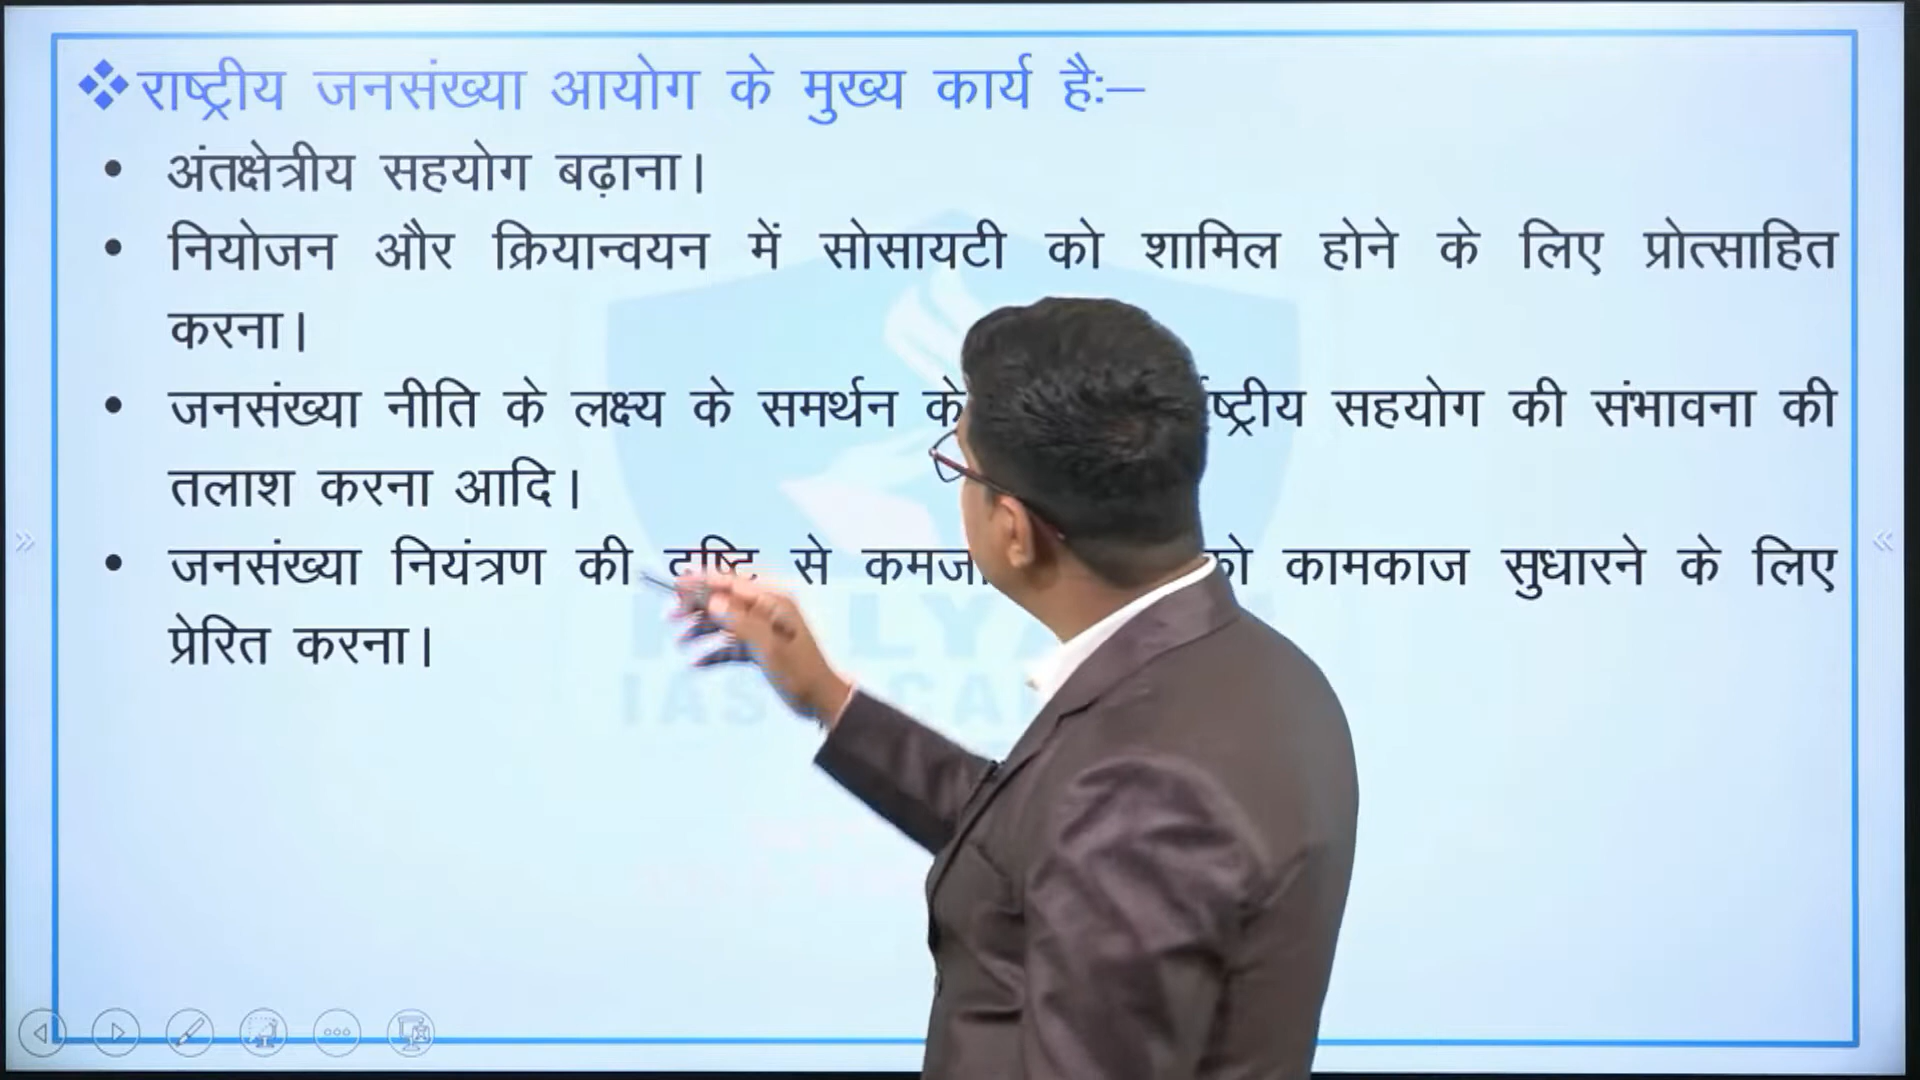 ❖ राष्ट्रीय जनसंख्या आयोग के मुख्य कार्य हैः–
• अंतक्षेत्रीय सहयोग बढ़ाना।
• नियोजन और क्रियान्वयन में सोसायटी को शामिल होने के लिए प्रोत्साहित
करना।
• जनसंख्या नीति के लक्ष्य के समर्थन के सहयोग की संभावना की
तलाश करना आदि।
• जनसंख्या नियंत्रण की दृष्टि से को कामकाज सुधारने के लिए
प्रेरित करना।